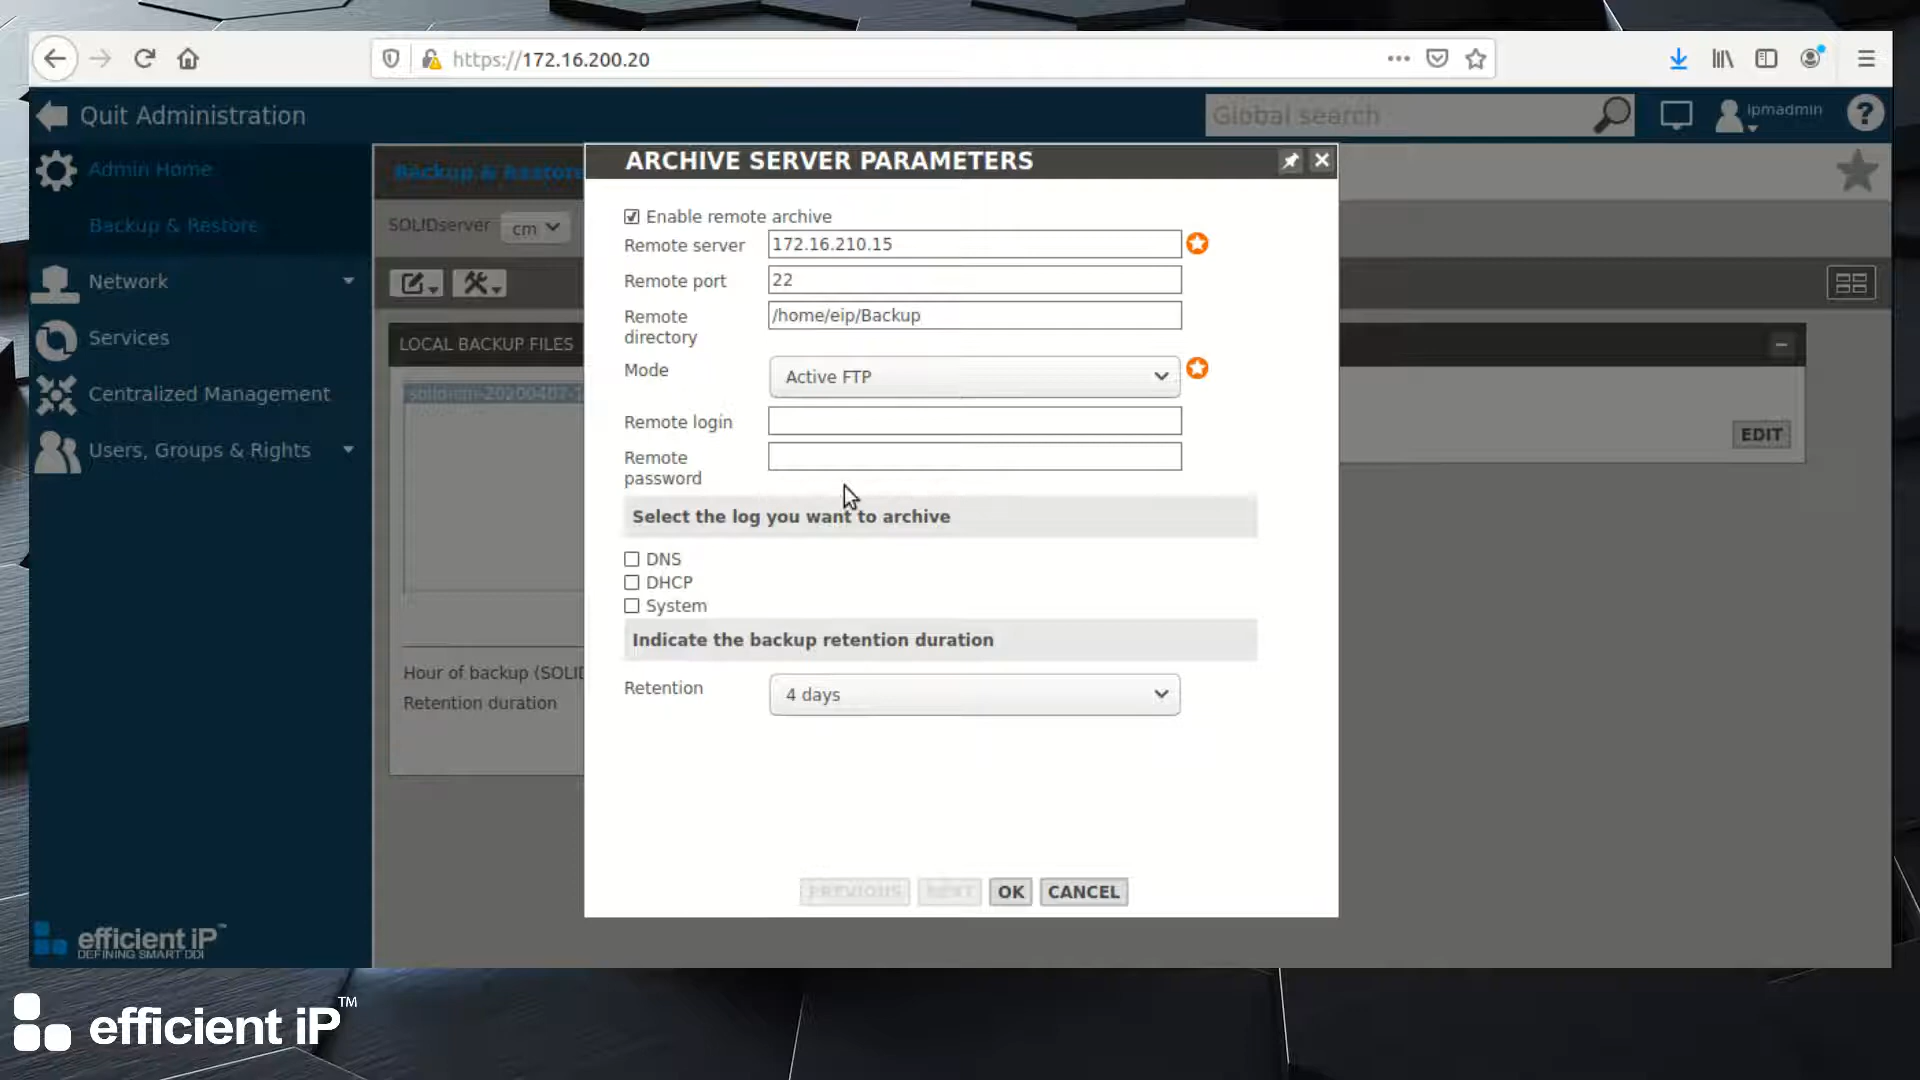 https://172.16.200.20
Quit Administration
Global search
ipmadmin
?
Admin Home
Backup & Restore
Network
Services
Centralized Management
Users, Groups & Rights
Backup & Restore
SOLIDserver
cm
LOCAL BACKUP FILES
EDIT
Hour of backup (SOLI
Retention duration
ARCHIVE SERVER PARAMETERS
Enable remote archive
Remote server
172.16.210.15
Remote port
22
Remote
directory
/home/eip/Backup
Mode
Active FTP
Remote login
Remote
password
Select the log you want to archive
DNS
DHCP
System
Indicate the backup retention duration
Retention
4 days
PREVIOUS
NEXT
OK
CANCEL
efficient iP™
DEFINING SMART DDI
efficient iP™